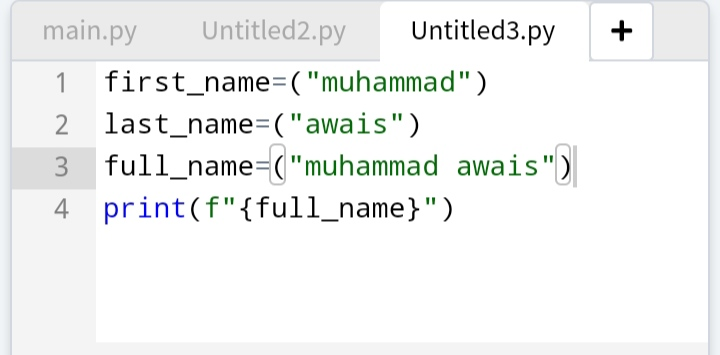 main.py Untitled2.py Untitled3.py +
1 first_name=("muhammad")
2 last_name=("awais")
3 full_name=("muhammad awais")
4 print(f"{full_name}")